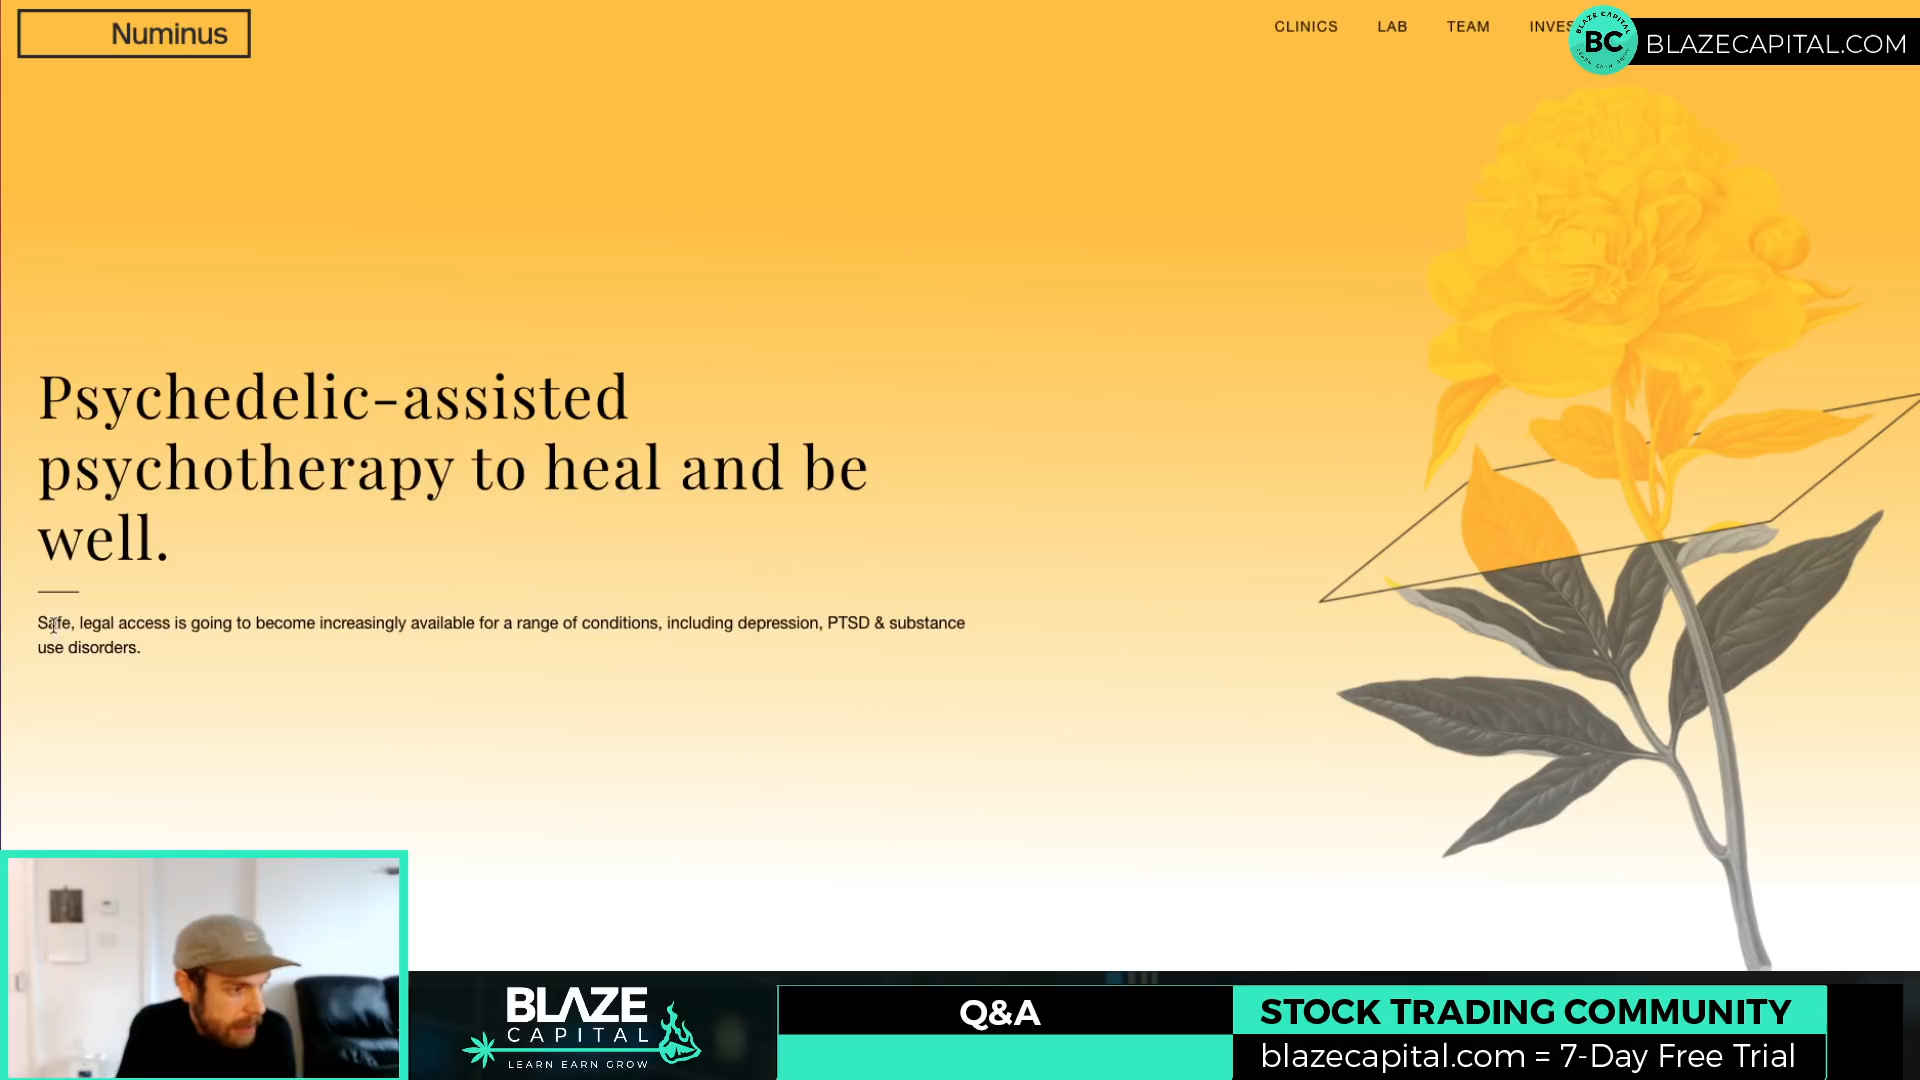 Numinus
CLINICS LAB TEAM
BLAZE CAPITAL
BC
BLAZECAPITAL.COM
Psychedelic-assisted
psychotherapy to heal and be
well.
Safe, legal access is going to become increasingly available for a range of conditions, including depression, PTSD & substance
use disorders.
BLAZE
CAPITAL
LEARN EARN GROW
Q&A
STOCK TRADING COMMUNITY
blazecapital.com = 7-Day Free Trial